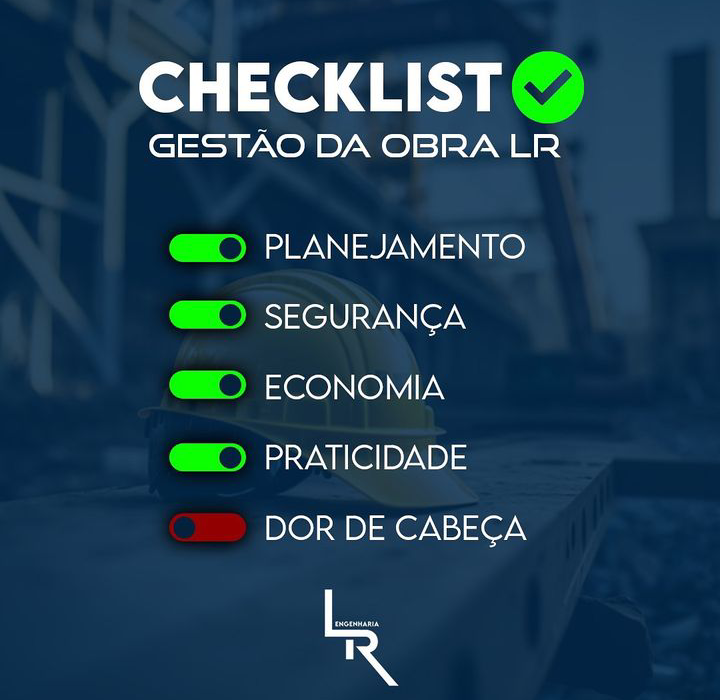 CHECKLIST
GESTÃO DA OBRA LR
PLANEJAMENTO
SEGURANÇA
ECONOMIA
PRATICIDADE
DOR DE CABEÇA
LR
ENGENHARIA